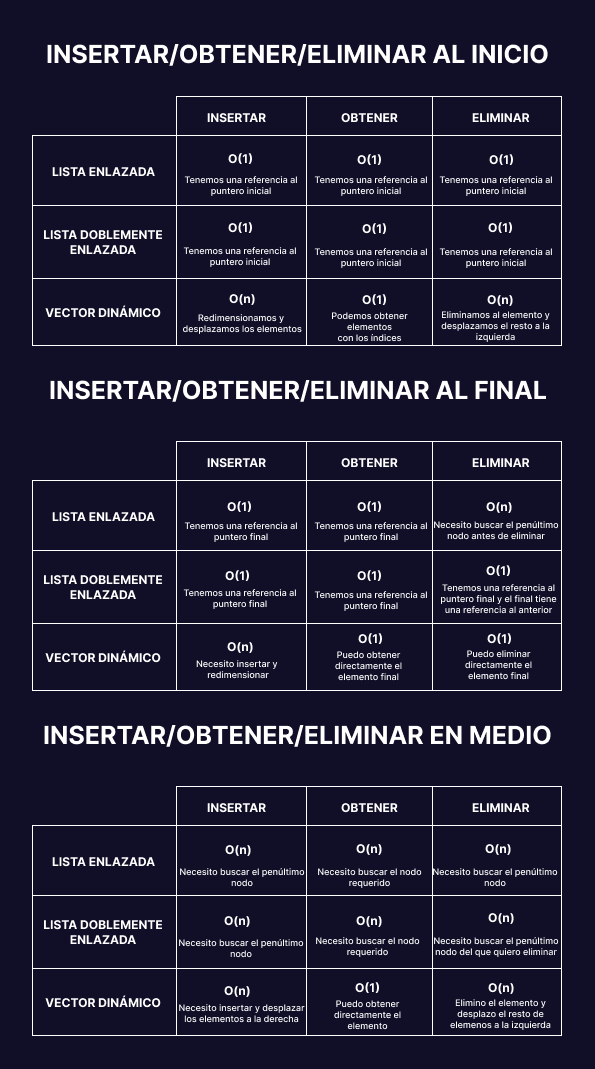 INSERTAR/OBTENER/ELIMINAR AL INICIO
INSERTAR OBTENER ELIMINAR
LISTA ENLAZADA
O(1)
Tenemos una referencia al
puntero inicial
O(1)
Tenemos una referencia al
puntero inicial
O(1)
Tenemos una referencia al
puntero inicial
LISTA DOBLEMENTE
ENLAZADA
O(1)
Tenemos una referencia al
puntero inicial
O(1)
Tenemos una referencia al
puntero inicial
O(1)
Tenemos una referencia al
puntero inicial
VECTOR DINÁMICO
O(n)
Redimensionamos y
desplazamos los elementos
O(1)
Podemos obtener
elementos
con los índices
O(n)
Eliminamos al elemento y
desplazamos el resto a la
izquierda
INSERTAR/OBTENER/ELIMINAR AL FINAL
INSERTAR OBTENER ELIMINAR
LISTA ENLAZADA
O(1)
Tenemos una referencia al
puntero final
O(1)
Tenemos una referencia al
puntero final
O(n)
Necesito buscar el penúltimo
nodo antes de eliminar
LISTA DOBLEMENTE
ENLAZADA
O(1)
Tenemos una referencia al
puntero final
O(1)
Tenemos una referencia al
puntero final
O(1)
Tenemos una referencia al
puntero final y el final tiene
una referencia al anterior
VECTOR DINÁMICO
O(n)
Necesito insertar y
redimensionar
O(1)
Puedo obtener
directamente el
elemento final
O(1)
Puedo eliminar
directamente el
elemento final
INSERTAR/OBTENER/ELIMINAR EN MEDIO
INSERTAR OBTENER ELIMINAR
LISTA ENLAZADA
O(n)
Necesito buscar el penúltimo
nodo
O(n)
Necesito buscar el nodo
requerido
O(n)
Necesito buscar el penúltimo
nodo
LISTA DOBLEMENTE
ENLAZADA
O(n)
Necesito buscar el penúltimo
nodo
O(n)
Necesito buscar el nodo
requerido
O(n)
Necesito buscar el penúltimo
nodo del que quiero eliminar
VECTOR DINÁMICO
O(n)
Necesito insertar y desplazar
los elementos a la derecha
O(1)
Puedo obtener
directamente el
elemento
O(n)
Elimino el elemento y
desplazo el resto de
elemenos a la izquierda